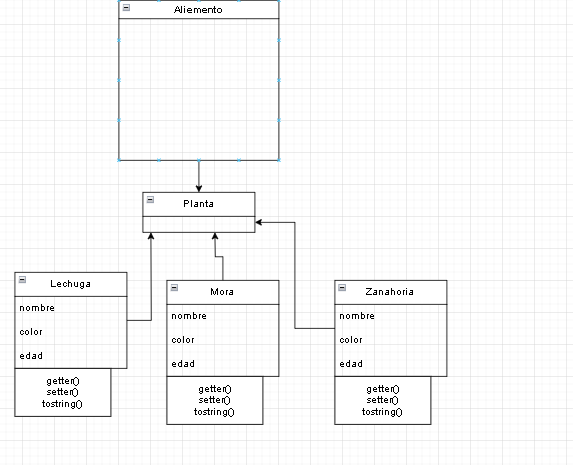 Aliemento
Planta
Lechuga
nombre
color
edad
getter()
setter()
tostring()
Mora
nombre
color
edad
getter()
setter()
tostring()
Zanahoria
nombre
color
edad
getter()
setter()
tostring()